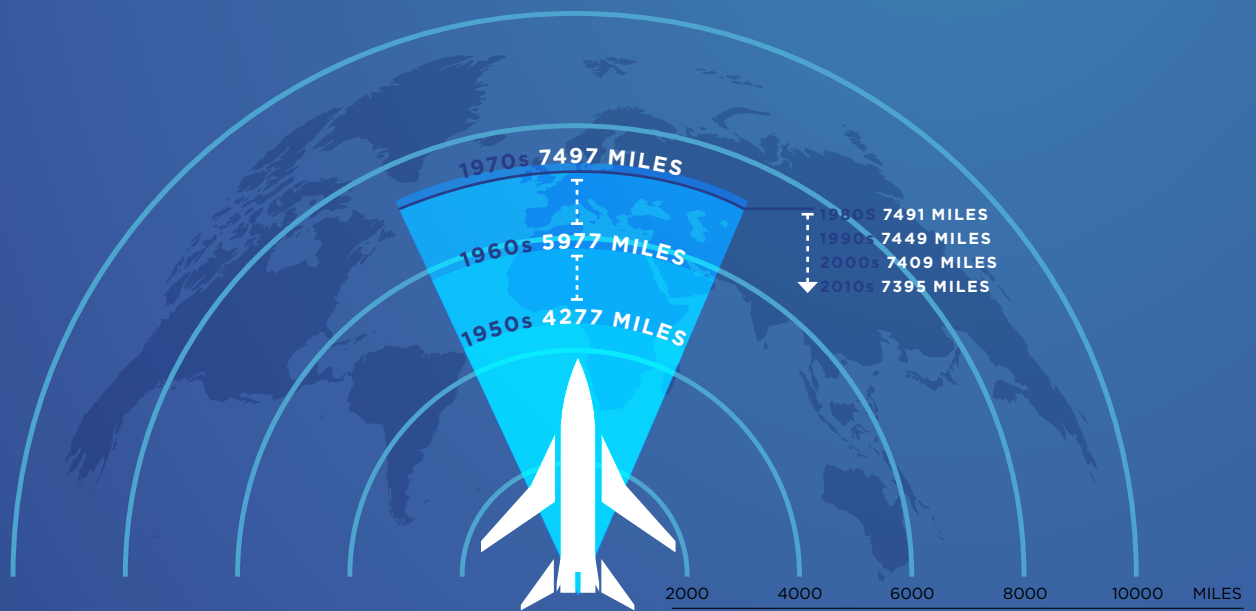 1970s 7497 MILES
1980s 7491 MILES
1990s 7449 MILES
1960s 5977 MILES
2000s 7409 MILES
2010s 7395 MILES
1950s 4277 MILES
2000 4000 6000 8000 10000 MILES